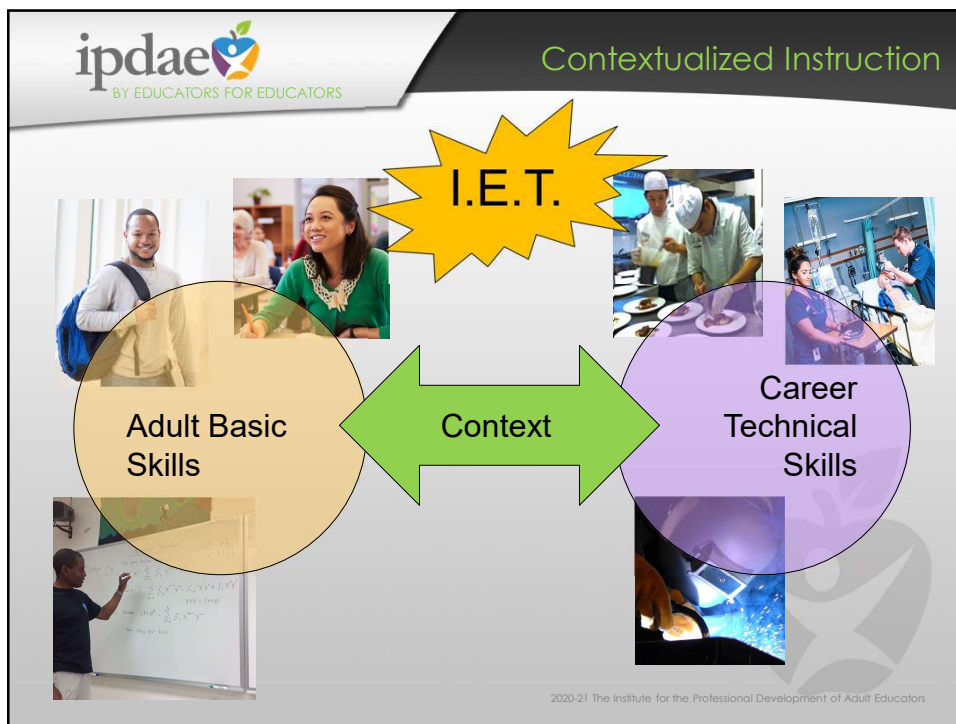 ipdae
BY EDUCATORS FOR EDUCATORS
Contextualized Instruction
I.E.T.
Adult Basic
Skills
Context
Career
Technical
Skills
2020-21 The Institute for the Professional Development of Adult Educators